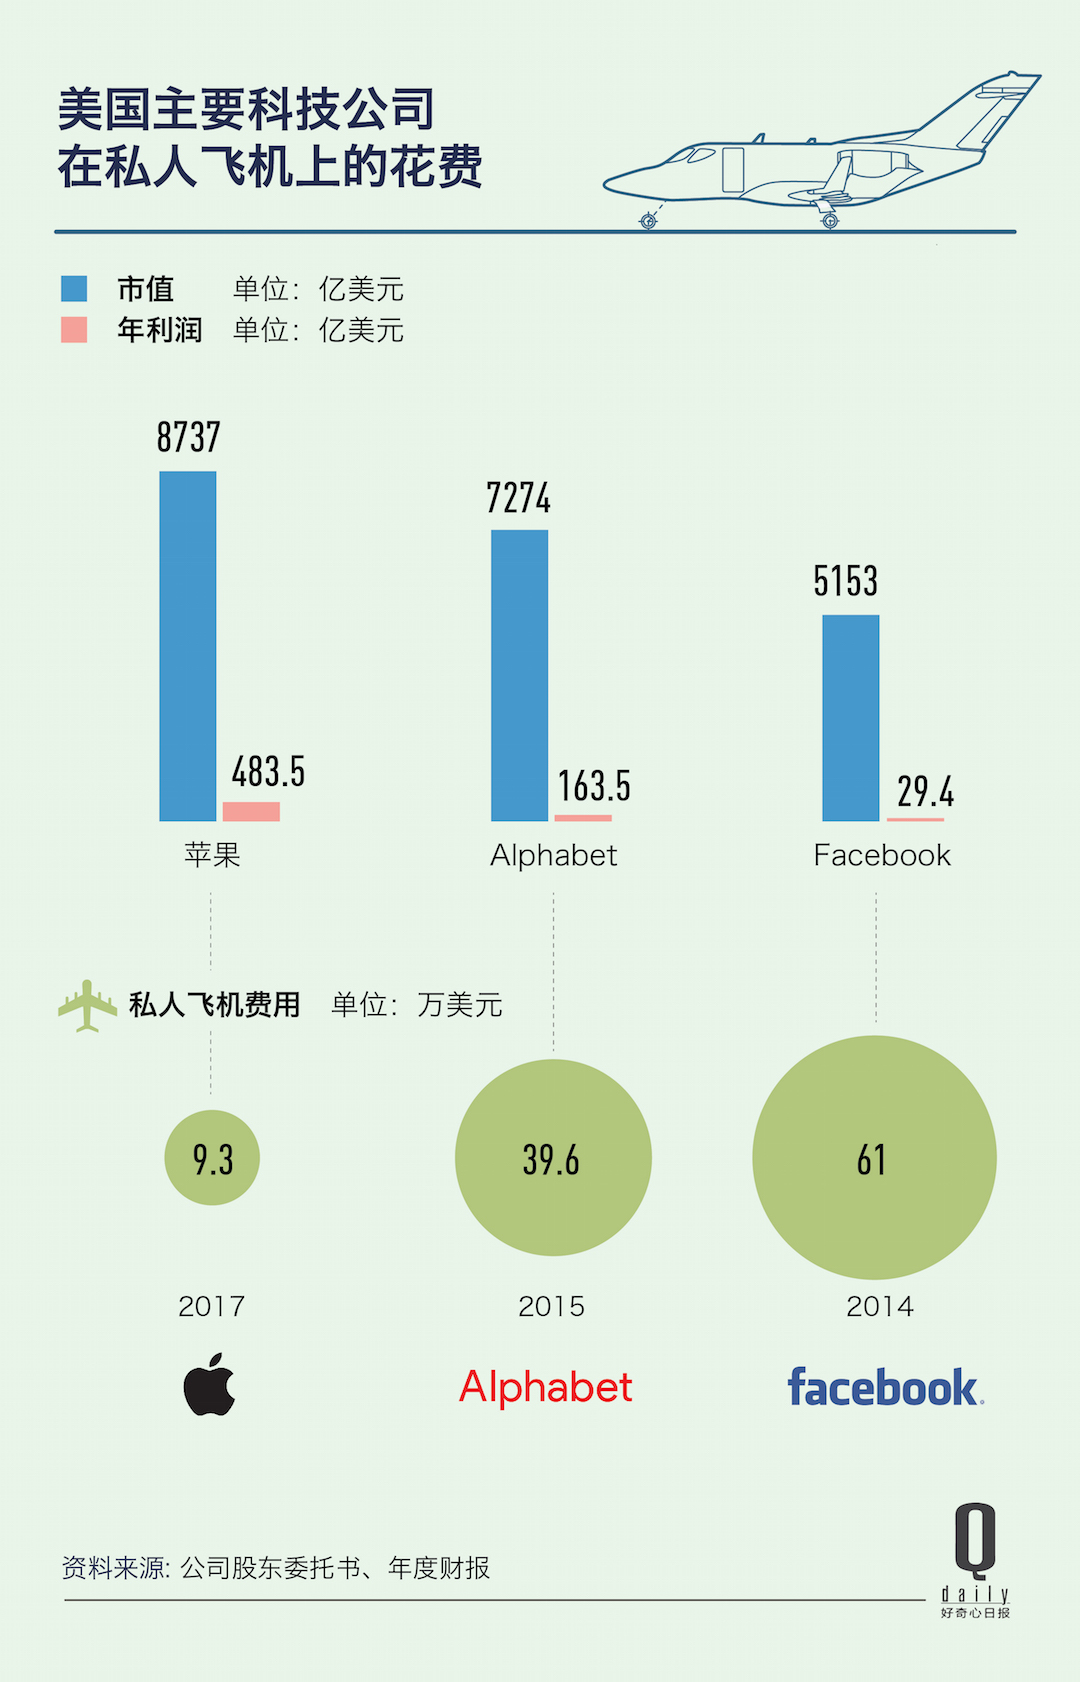 美国主要科技公司
在私人飞机上的花费
市值 单位：亿美元
年利润 单位：亿美元
8737
7274
5153
483.5
163.5
29.4
苹果
Alphabet
Facebook
私人飞机费用 单位：万美元
9.3
39.6
61
2017
2015
2014
Alphabet
facebook
资料来源: 公司股东委托书、年度财报
Q
daily
好奇心日报